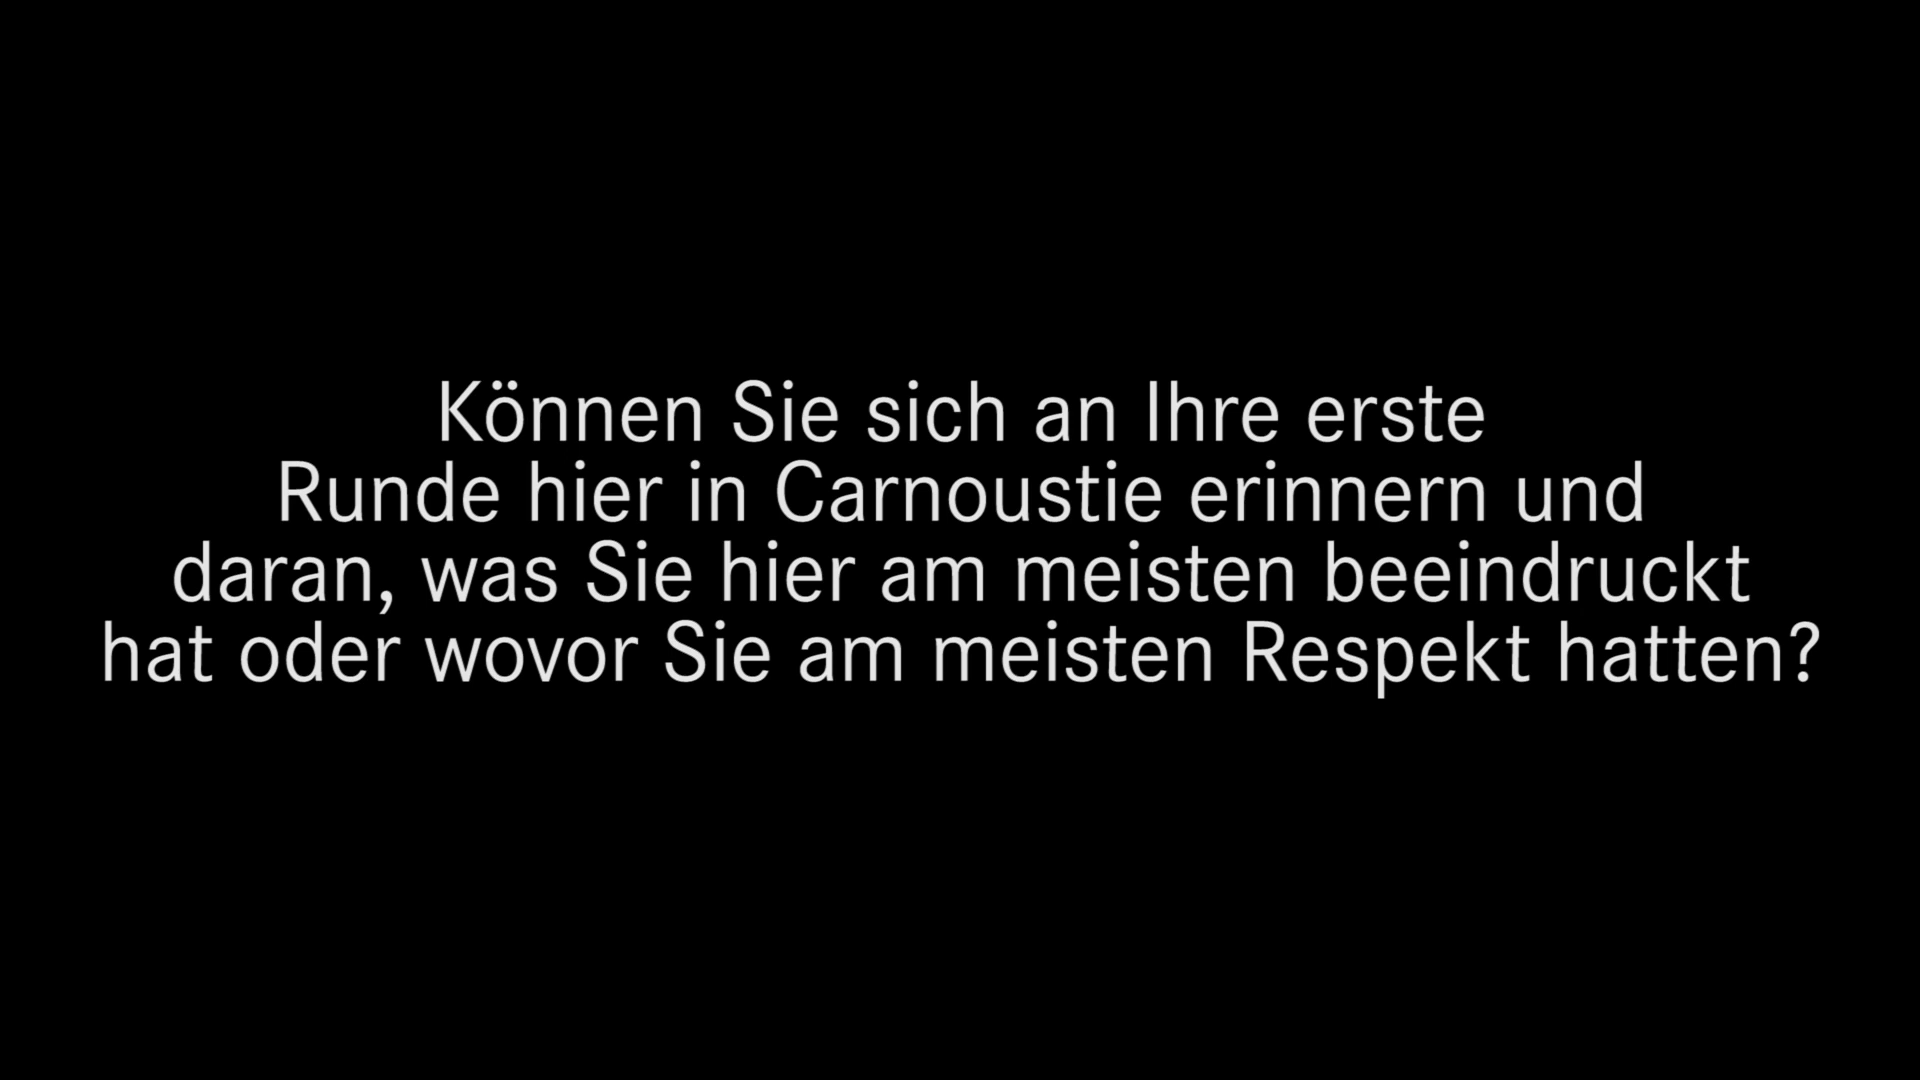 Können Sie sich an Ihre erste
Runde hier in Carnoustie erinnern und
daran, was Sie hier am meisten beeindruckt
hat oder wovor Sie am meisten Respekt hatten?